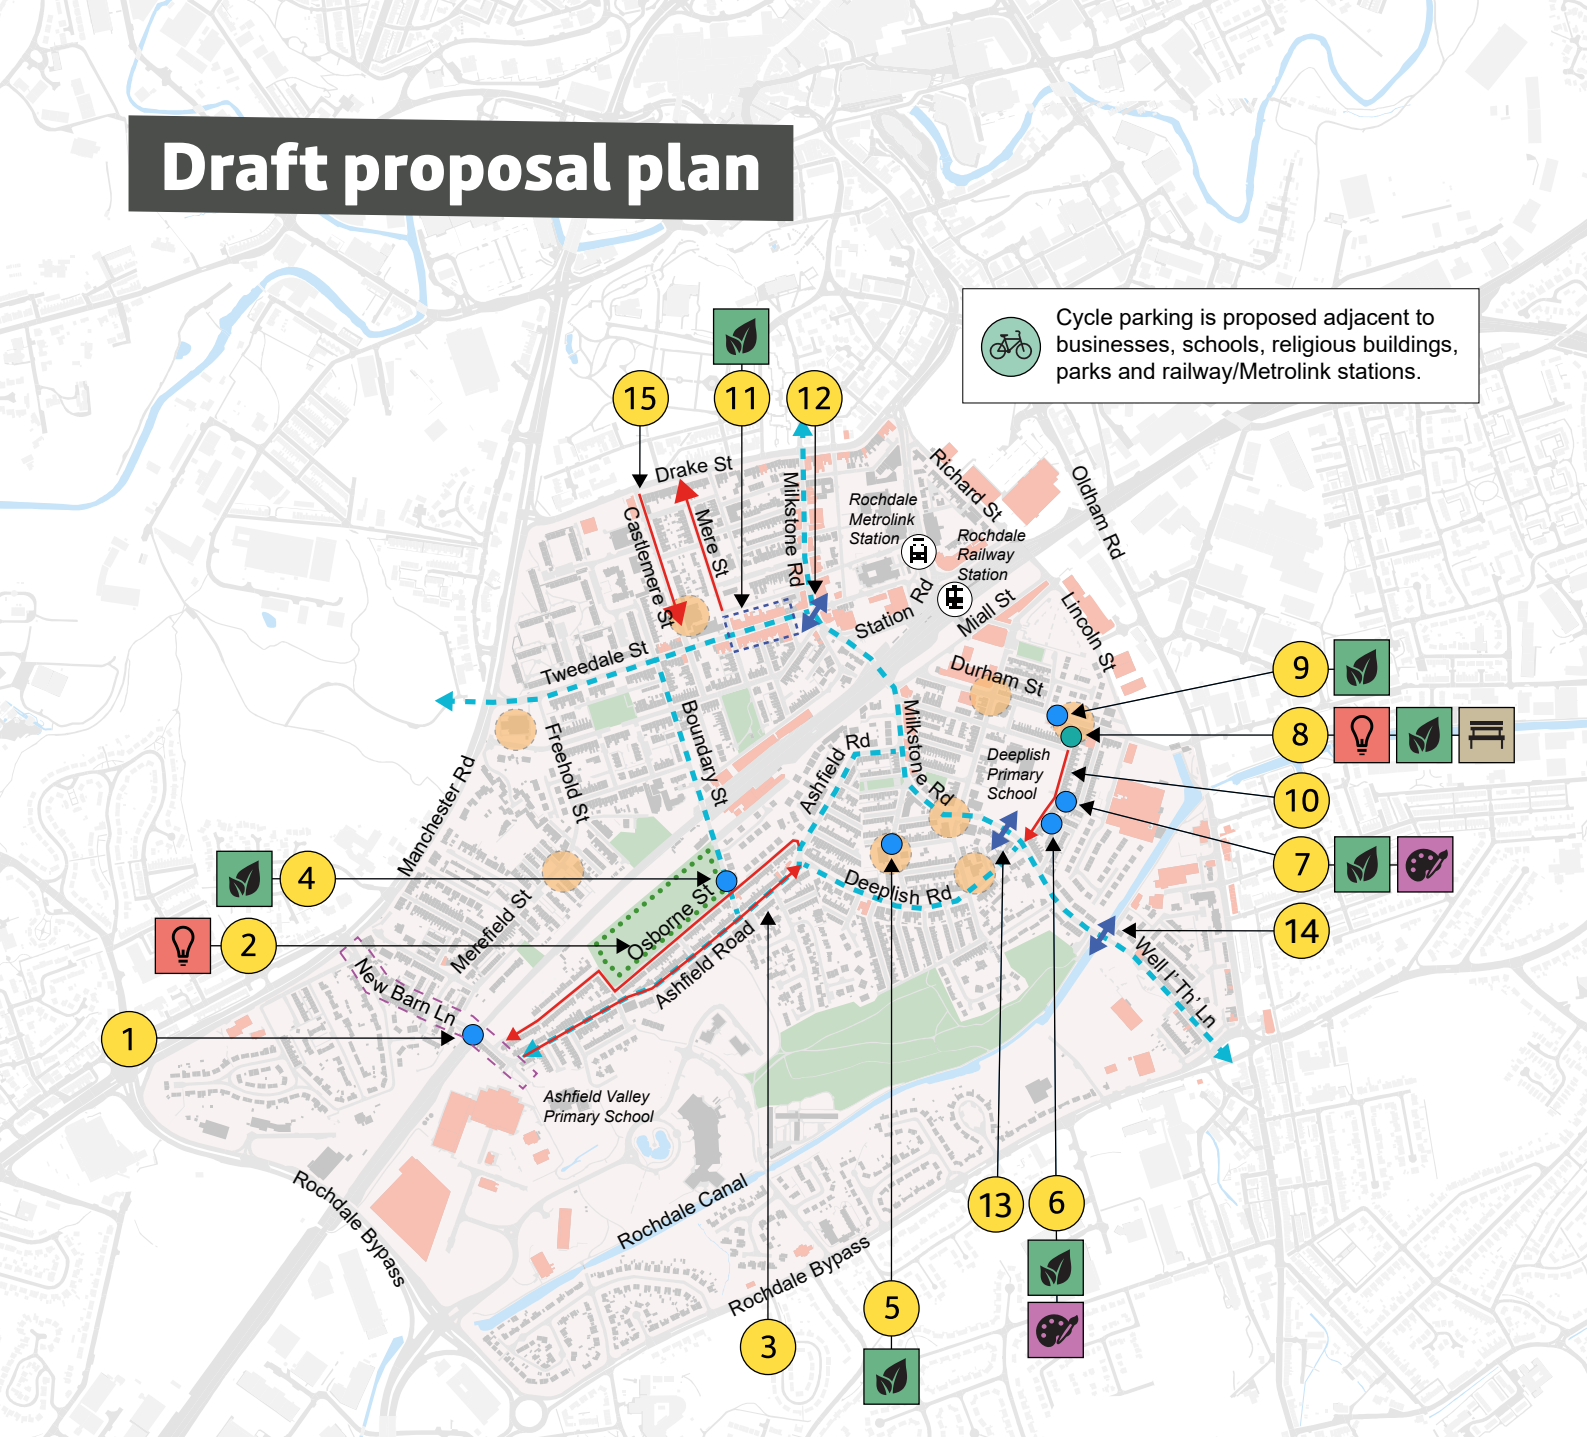 Draft proposal plan
Cycle parking is proposed adjacent to
businesses, schools, religious buildings,
parks and railway/Metrolink stations.
15
11
12
Drake St
Richard St
Oldham Rd
Milkstone Rd
Castlemere St
Mere St
Rochdale
Metrolink
Station
Rochdale
Railway
Station
Station Rd
Miall St
Lincoln St
Tweedale St
Durham St
9
8
10
7
14
Boundary St
Freehold St
Manchester Rd
Ashfield Rd
Milkstone Rd
Deeplish
Primary
School
4
2
1
Merefield St
Osborne St
Deeplish Rd
Ashfield Road
New Barn Ln
Well I' Th' Ln
Ashfield Valley
Primary School
Rochdale Bypass
Rochdale Canal
Rochdale Bypass
13
6
5
3